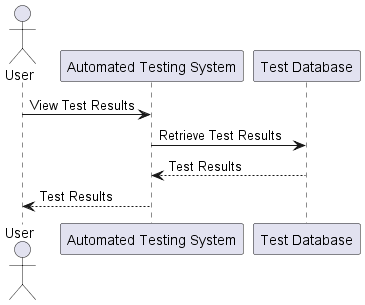 User
Automated Testing System
Test Database
View Test Results
Retrieve Test Results
Test Results
Test Results
User
Automated Testing System
Test Database